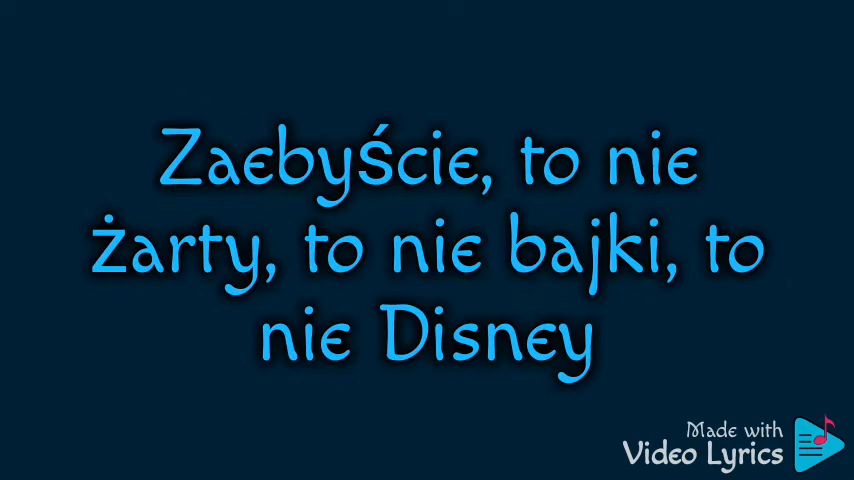 Zaebyście, to nie
żarty, to nie bajki, to
nie Disney
Made with
Video Lyrics